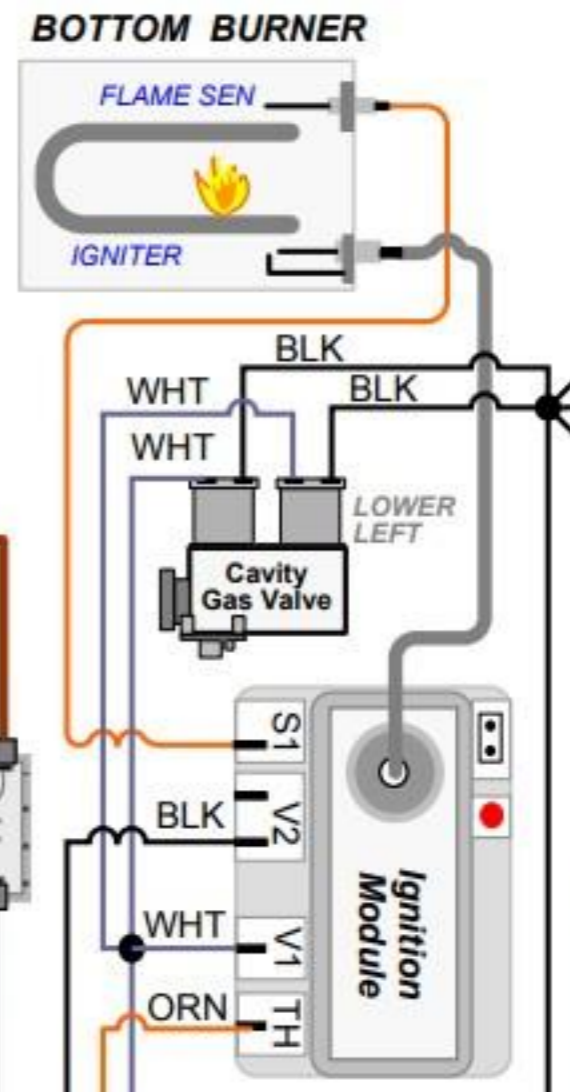 BOTTOM BURNER
FLAME SEN
IGNITER
BLK
WHT
BLK
WHT
LOWER
LEFT
Cavity
Gas Valve
S1
BLK
V2
WHT
V1
ORN
TH
Ignition
Module